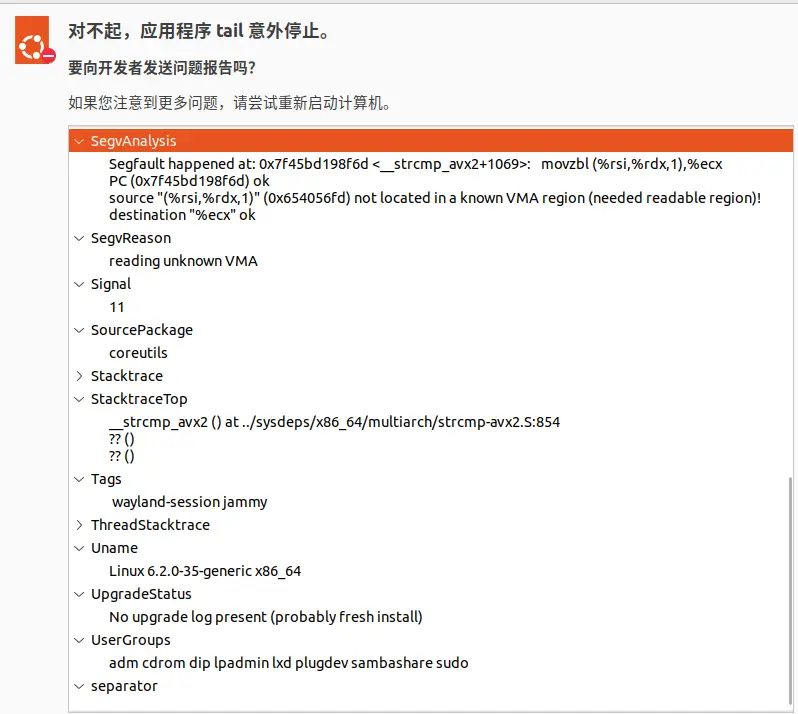 对不起，应用程序 tail 意外停止。
要向开发者发送问题报告吗？
如果您注意到更多问题，请尝试重新启动计算机。
SegvAnalysis
Segfault happened at: 0x7f45bd198f6d <__strcmp_avx2+1069>:   movzbl (%rsi,%rdx,1),%ecx
PC (0x7f45bd198f6d) ok
source "(%rsi,%rdx,1)" (0x654056fd) not located in a known VMA region (needed readable region)!
destination "%ecx" ok
SegvReason
reading unknown VMA
Signal
11
SourcePackage
coreutils
Stacktrace
StacktraceTop
__strcmp_avx2 () at ../sysdeps/x86_64/multiarch/strcmp-avx2.S:854
?? ()
?? ()
Tags
wayland-session jammy
ThreadStacktrace
Uname
Linux 6.2.0-35-generic x86_64
UpgradeStatus
No upgrade log present (probably fresh install)
UserGroups
adm cdrom dip lpadmin lxd plugdev sambashare sudo
separator